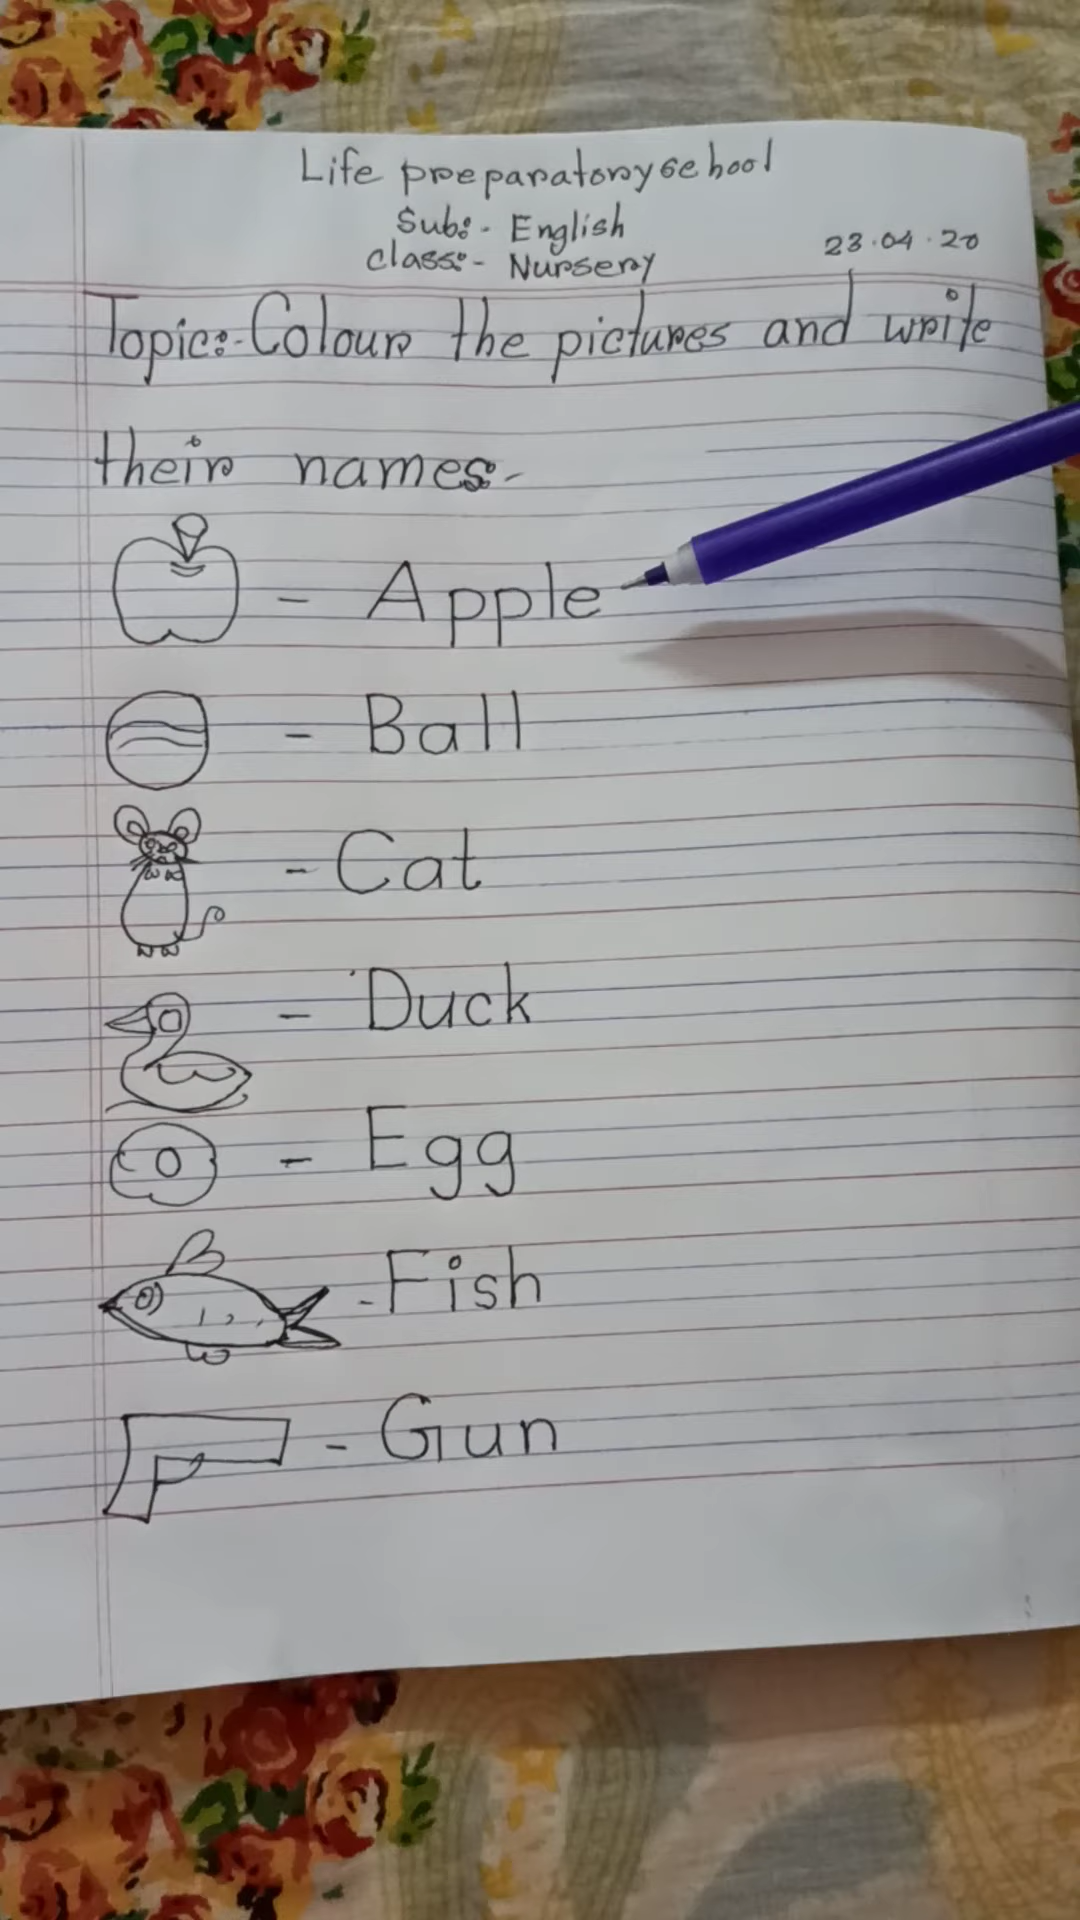 Life preparatory school
Sub:- English
class:- Nursery
23.04.20
Topic:- Colour the pictures and write
their names:-
- Apple
- Ball
- Cat
- Duck
- Egg
- Fish
- Gun